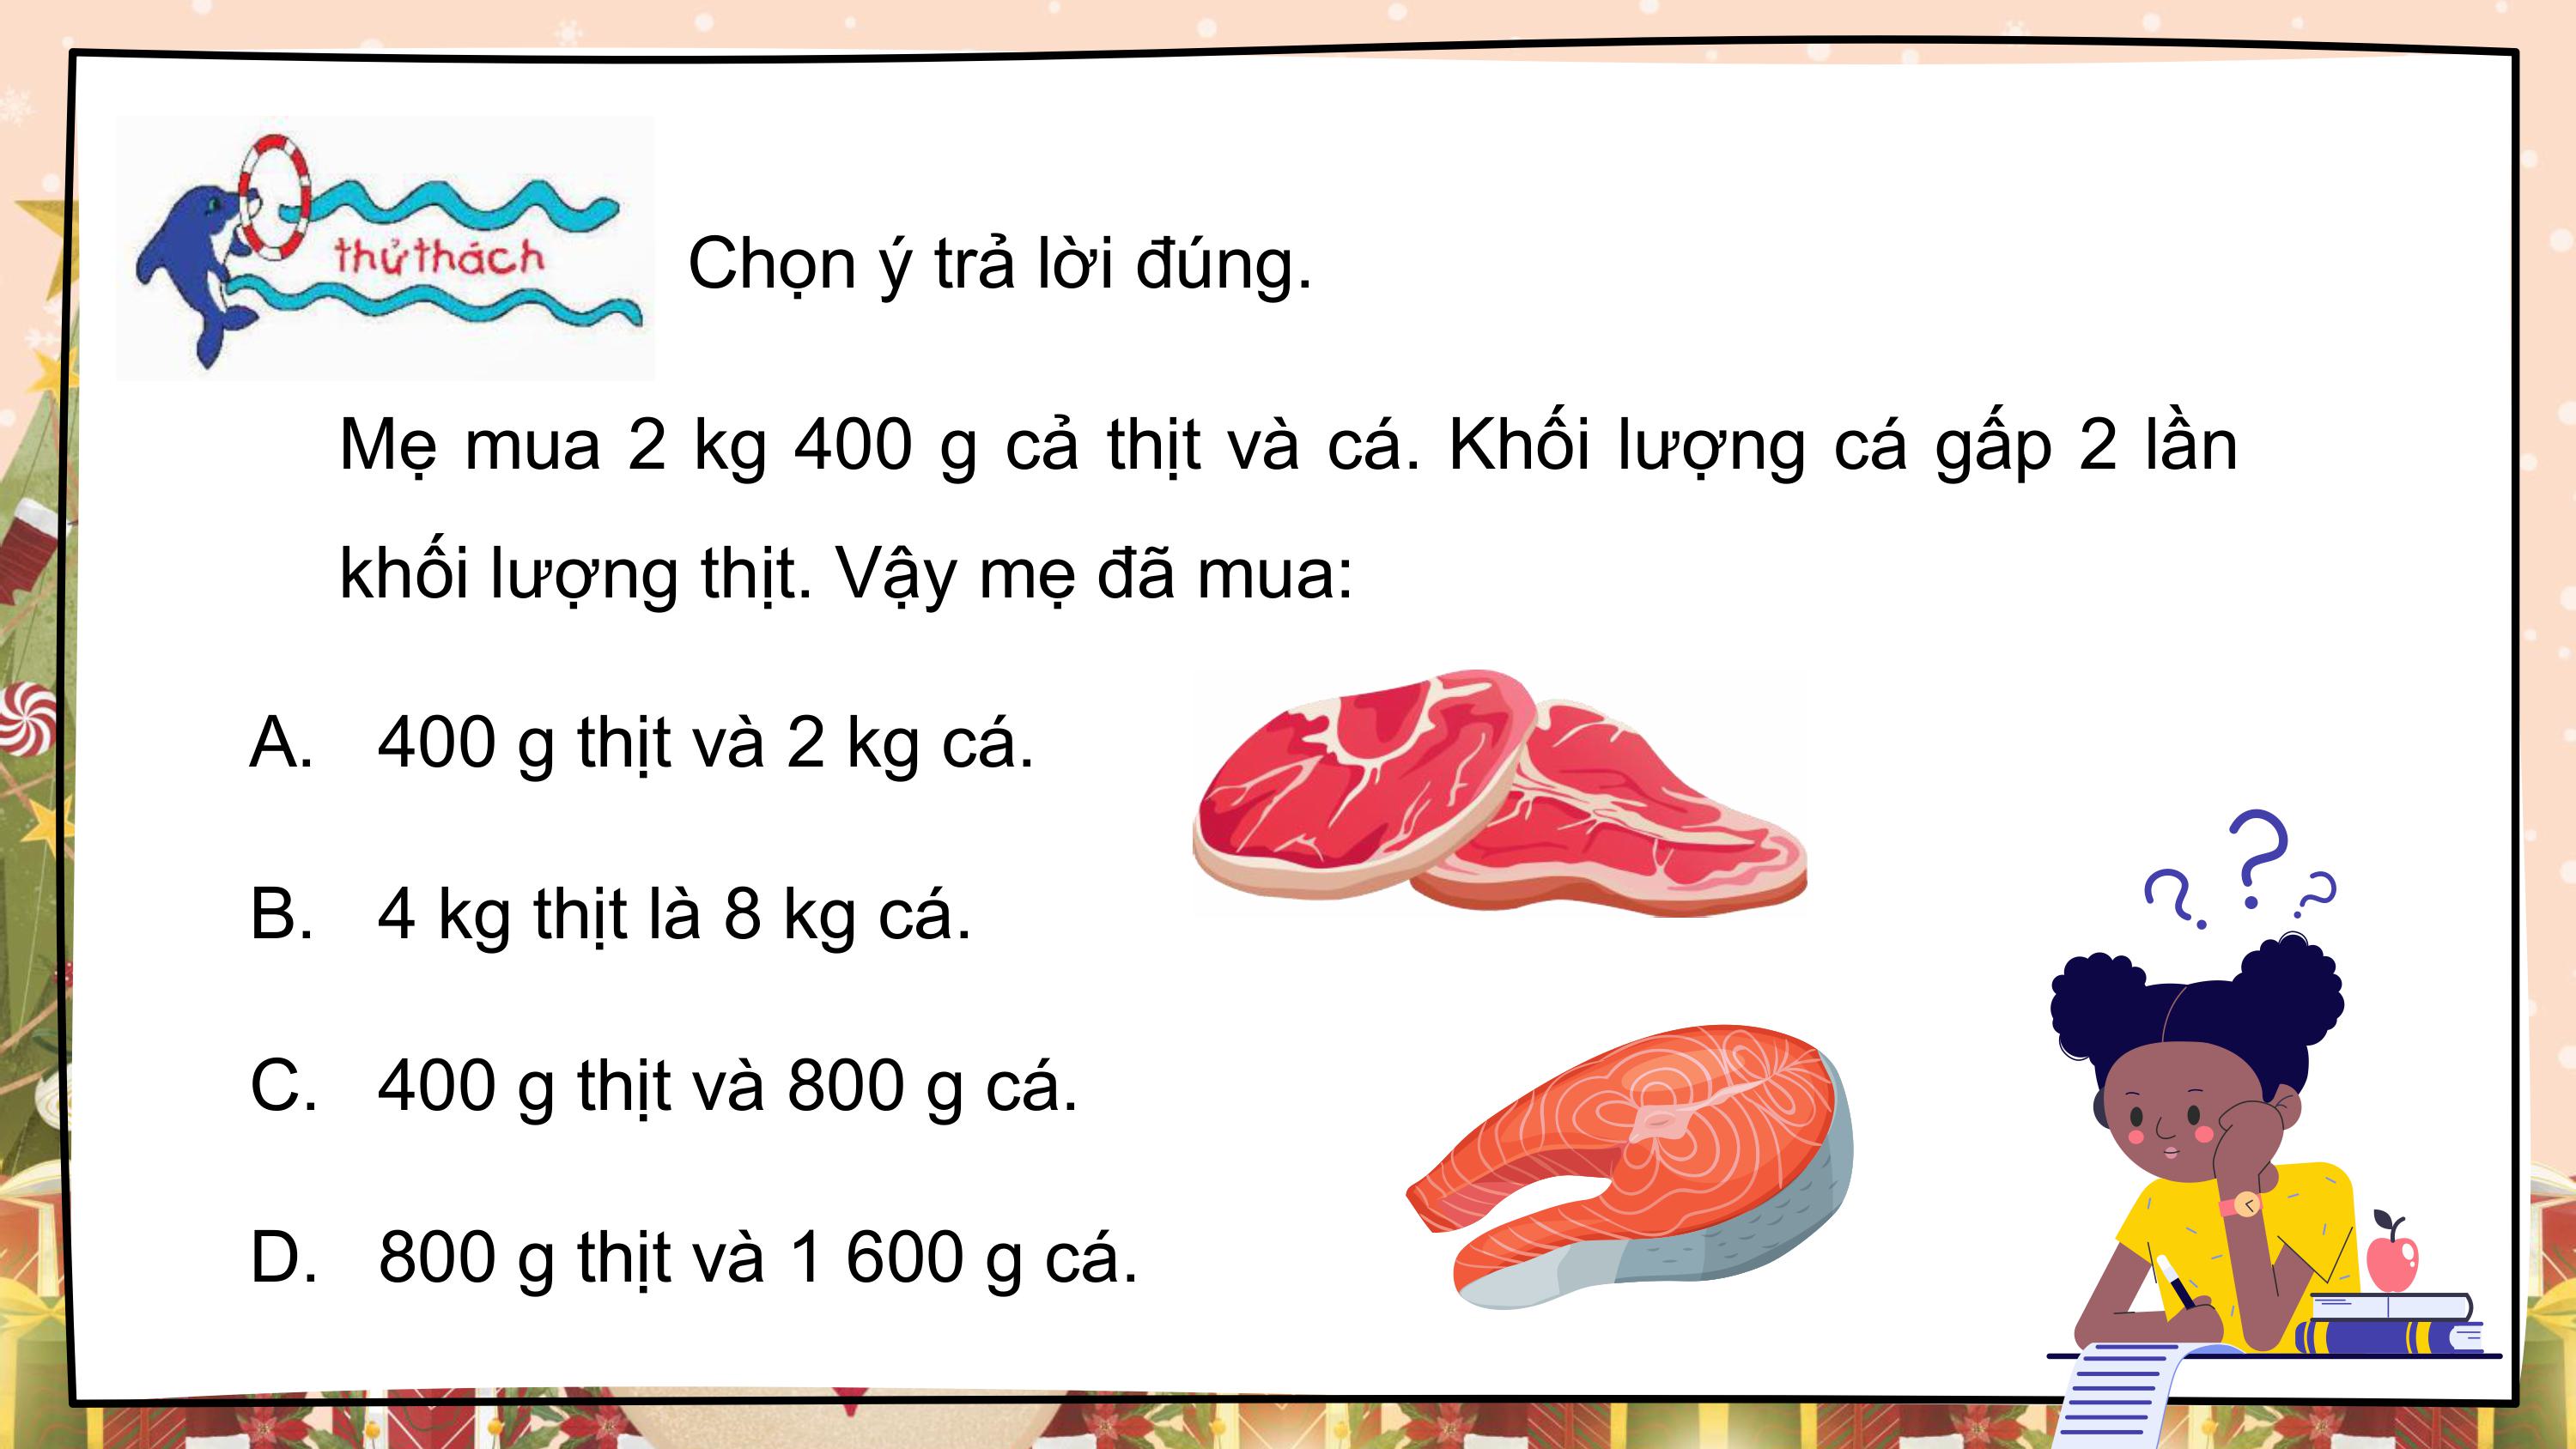 thử thách
Chọn ý trả lời đúng.
Mẹ mua 2 kg 400 g cả thịt và cá. Khối lượng cá gấp 2 lần
khối lượng thịt. Vậy mẹ đã mua:
A. 400 g thịt và 2 kg cá.
B. 4 kg thịt là 8 kg cá.
C. 400 g thịt và 800 g cá.
D. 800 g thịt và 1 600 g cá.